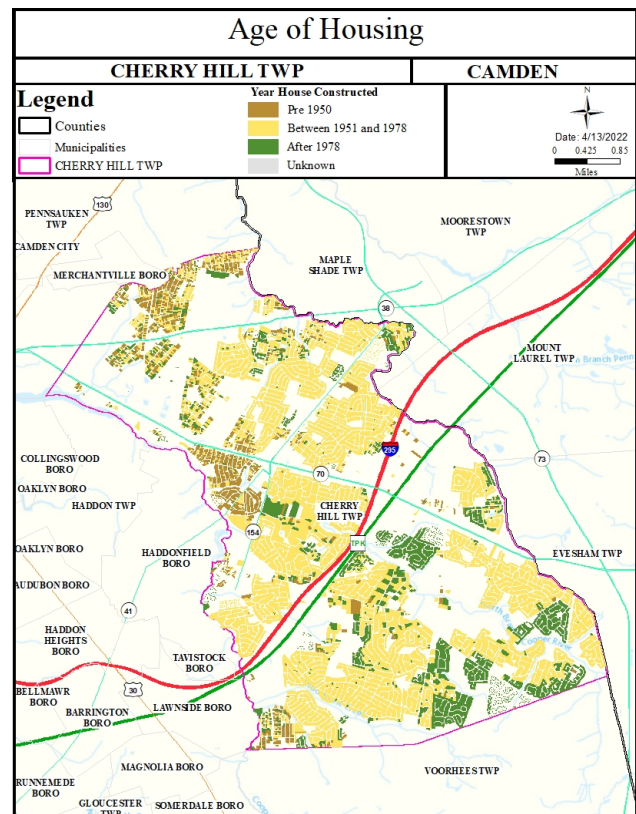 Age of Housing
CHERRY HILL TWP
CAMDEN
Legend
Counties
Municipalities
CHERRY HILL TWP
Year House Constructed
Pre 1950
Between 1951 and 1978
After 1978
Unknown
N
Date: 4/13/2022
0 0.425 0.85
Miles
130
PENNSAUKEN
TWP
CAMDEN CITY
MOORESTOWN
TWP
MAPLE
SHADE TWP
MERCHANTVILLE BORO
38
MOUNT
LAUREL TWP
Branch Penn
295
COLLINGSWOOD
BORO
73
70
OAKLYN BORO
HADDON TWP
CHERRY
HILL TWP
154
TPK
OAKLYN BORO
HADDONFIELD
BORO
EVESHAM TWP
AUDUBON BORO
41
Cooper River
HADDON
HEIGHTS
BORO
TAVISTOCK
BORO
30
BELLMAWR
BORO
LAWNSIDE BORO
BARRINGTON
BORO
MAGNOLIA BORO
VOORHEES TWP
RUNNEMEDE
BORO
GLOUCESTER
TWP
SOMERDALE BORO